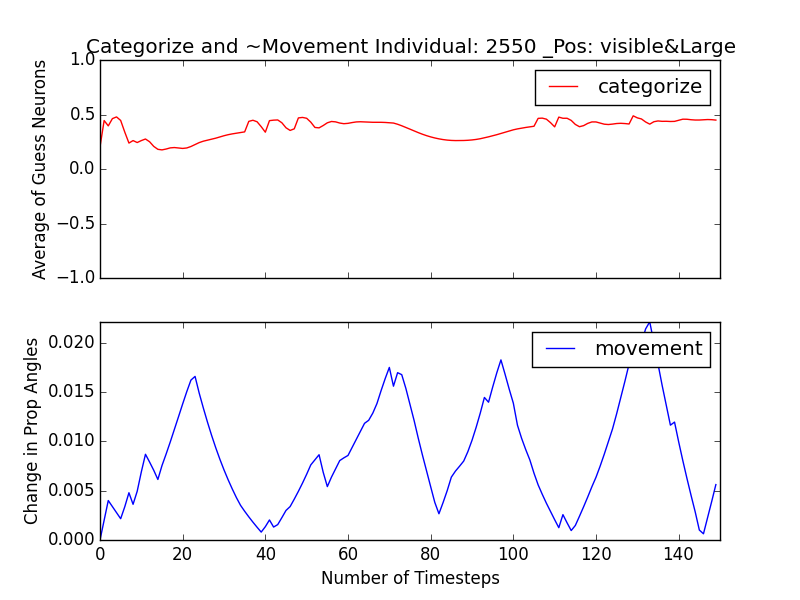 Categorize and ~Movement Individual: 2550 _Pos: visible&Large
1.0
0.5
0.0
−0.5
−1.0
Average of Guess Neurons
categorize
0.020
0.015
0.010
0.005
0.000
Change in Prop Angles
movement
0 20 40 60 80 100 120 140
Number of Timesteps